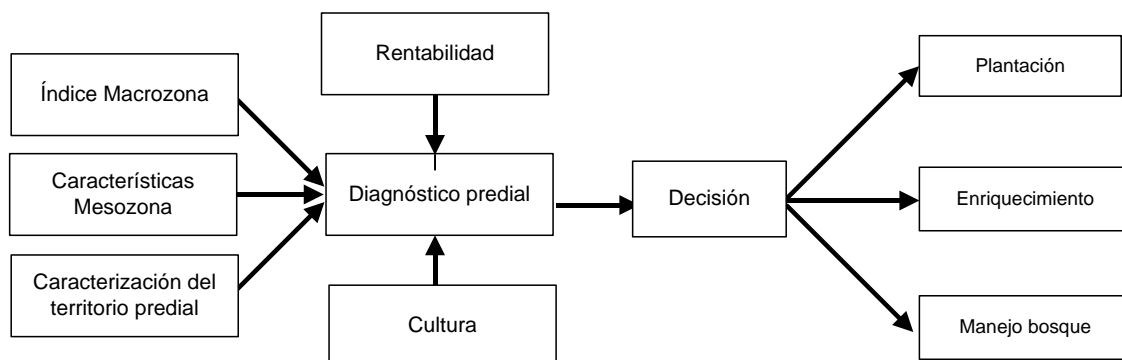 Índice Macrozona
Características
Mesozona
Caracterización del
territorio predial
Rentabilidad
Diagnóstico predial
Cultura
Decisión
Plantación
Enriquecimiento
Manejo bosque